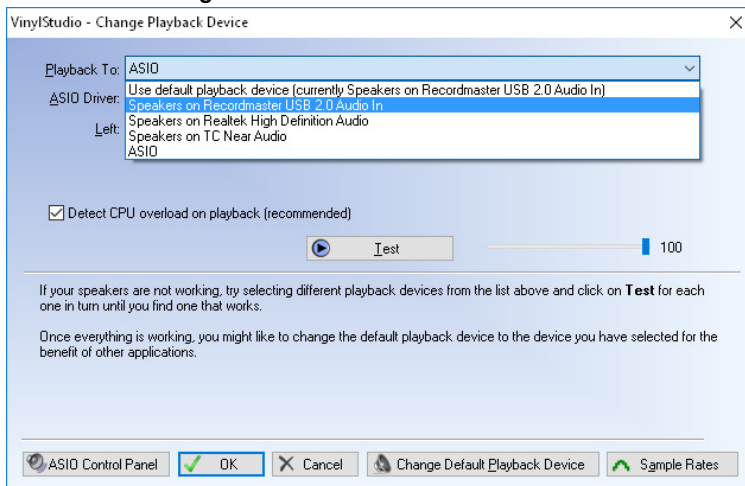 VinylStudio - Change Playback Device
Playback To: ASIO
Use default playback device (currently Speakers on Recordmaster USB 2.0 Audio In)
ASIO Driver:
Speakers on Recordmaster USB 2.0 Audio In
Speakers on Realtek High Definition Audio
Left:
Speakers on TC Near Audio
ASIO
Detect CPU overload on playback (recommended)
Test
100
If your speakers are not working, try selecting different playback devices from the list above and click on Test for each
one in turn until you find one that works.
Once everything is working, you might like to change the default playback device to the device you have selected for the
benefit of other applications.
ASIO Control Panel OK Cancel Change Default Playback Device Sample Rates